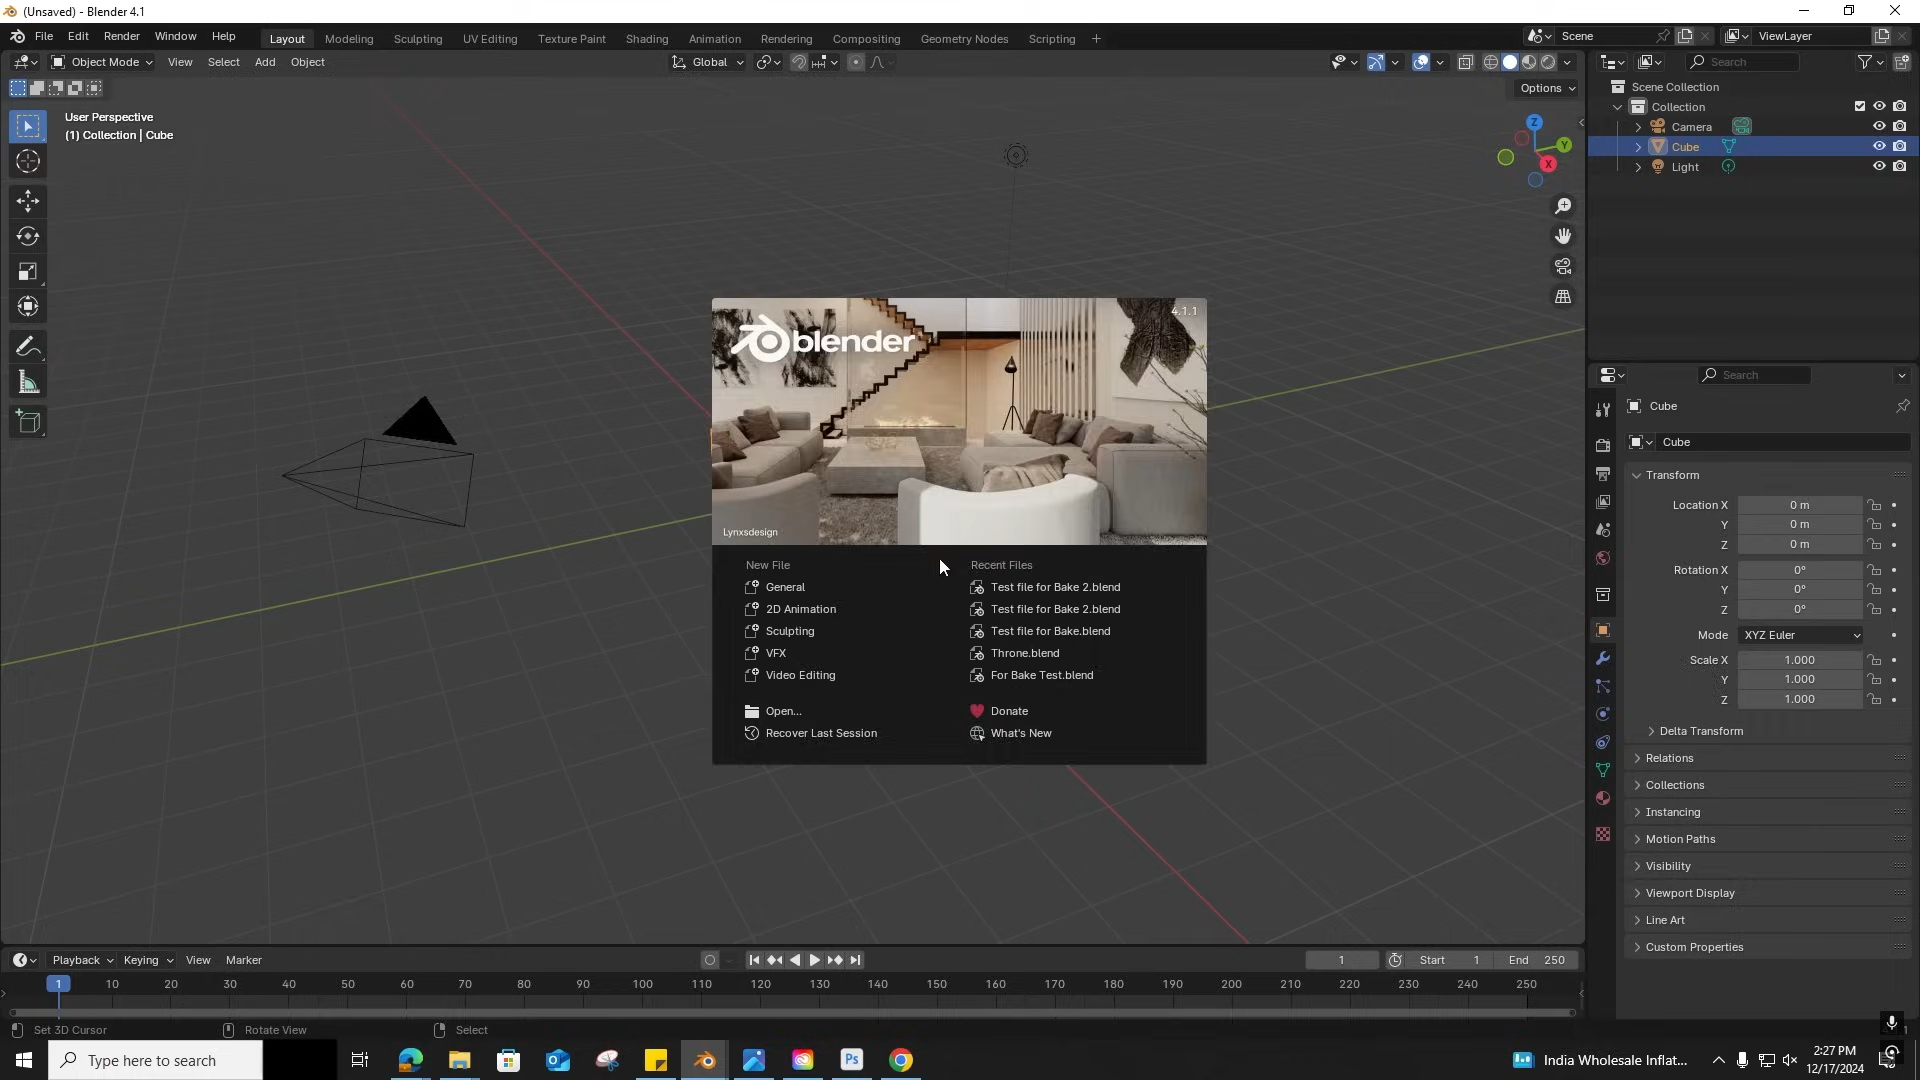 (Unsaved) - Blender 4.1
File Edit Render Window Help
Layout Modeling Sculpting UV Editing Texture Paint Shading Animation Rendering Compositing Geometry Nodes Scripting +
Scene
ViewLayer
Object Mode View Select Add Object
Global
Search
Options
User Perspective
(1) Collection | Cube
Z
Y
X
Scene Collection
Collection
Camera
Cube
Light
4.1.1
blender
Lynxsdesign
New File
General
2D Animation
Sculpting
VFX
Video Editing
Open...
Recover Last Session
Recent Files
Test file for Bake 2.blend
Test file for Bake 2.blend
Test file for Bake.blend
Throne.blend
For Bake Test.blend
Donate
What's New
Search
Cube
Cube
Transform
Location X 0 m
Y 0 m
Z 0 m
Rotation X 0°
Y 0°
Z 0°
Mode XYZ Euler
Scale X 1.000
Y 1.000
Z 1.000
Delta Transform
Relations
Collections
Instancing
Motion Paths
Visibility
Viewport Display
Line Art
Custom Properties
Playback Keying View Marker
1 Start 1 End 250
1 10 20 30 40 50 60 70 80 90 100 110 120 130 140 150 160 170 180 190 200 210 220 230 240 250
Set 3D Cursor Rotate View Select
Type here to search
Ps
India Wholesale Inflat...
2:27 PM
12/17/2024